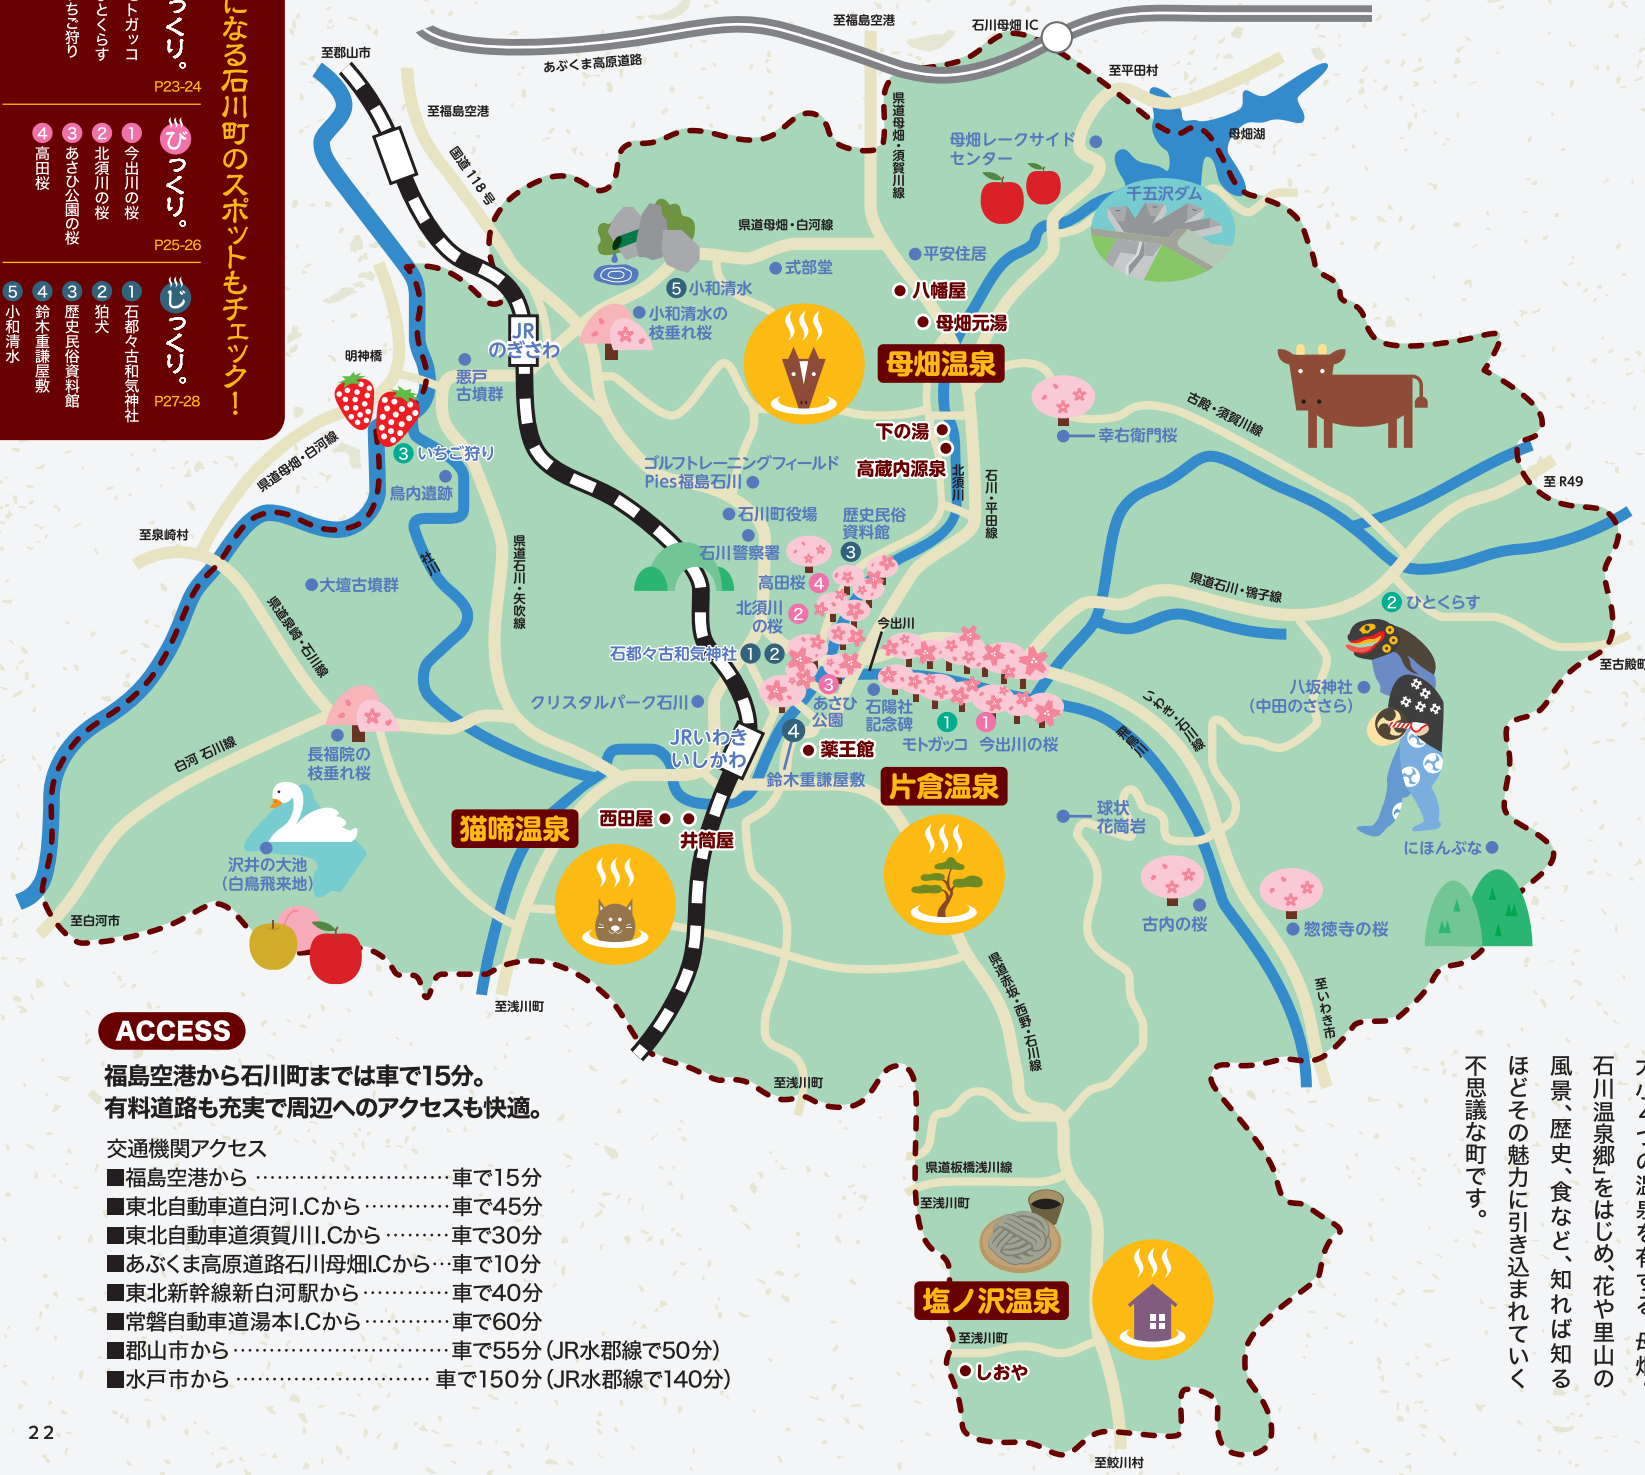 になる石川町のスポットもチェック！
っくり。
P23-24
びっくり。
P25-26
1 今出川の桜
2 北須川の桜
3 あさひ公園の桜
4 高田桜
じっくり。
P27-28
1 石都々古和気神社
2 狛犬
3 歴史民俗資料館
4 鈴木重謙屋敷
5 小和清水
至郡山市
至福島空港
あぶくま高原道路
至福島空港
石川母畑 IC
至平田村
国道118号
県道母畑・須賀川線
母畑レークサイド
センター
母畑湖
千五沢ダム
県道母畑・白河線
平安住居
式部堂
5 小和清水
小和清水の
枝垂れ桜
八幡屋
母畑元湯
母畑温泉
JR
のぎさわ
明神橋
悪戸
古墳群
3 いちご狩り
鳥内遺跡
県道母畑・白河線
至泉崎村
社川
大壇古墳群
県道泉崎・石川線
県道石川・矢吹線
下の湯
高蔵内源泉
北須川
石川・平田線
幸右衛門桜
古殿・須賀川線
至 R49
ゴルフトレーニングフィールド
Pies福島石川
石川町役場
石川警察署
歴史民俗
資料館
3
高田桜 4
北須川
の桜
2
今出川
石都々古和気神社 1 2
県道石川・鴇子線
2 ひとくらす
至古殿町
八坂神社
（中田のささら）
クリスタルパーク石川
3
あさひ
公園
石陽社
記念碑
1
モトガッコ
1
今出川の桜
いわき・石川線
飛鳥川
JRいわき
いしかわ
4
鈴木重謙屋敷
薬王館
片倉温泉
球状
花崗岩
にほんぶな
古内の桜
惣徳寺の桜
長福院の
枝垂れ桜
白河 石川線
沢井の大池
（白鳥飛来地）
至白河市
猫啼温泉
西田屋
井筒屋
至浅川町
至浅川町
県道赤坂・西野・石川線
至いわき市
県道板橋浅川線
至浅川町
塩ノ沢温泉
至浅川町
しおや
至鮫川村
石川温泉郷」をはじめ、花や里山の
風景、歴史、食など、知れば知る
ほどその魅力に引き込まれていく
不思議な町です。
ACCESS
福島空港から石川町までは車で15分。
有料道路も充実で周辺へのアクセスも快適。
交通機関アクセス
■福島空港から ………………………車で15分
■東北自動車道白河I.Cから…………車で45分
■東北自動車道須賀川I.Cから………車で30分
■あぶくま高原道路石川母畑I.Cから…車で10分
■東北新幹線新白河駅から…………車で40分
■常磐自動車道湯本I.Cから…………車で60分
■郡山市から…………………………車で55分（JR水郡線で50分）
■水戸市から………………………車で150分（JR水郡線で140分）
22